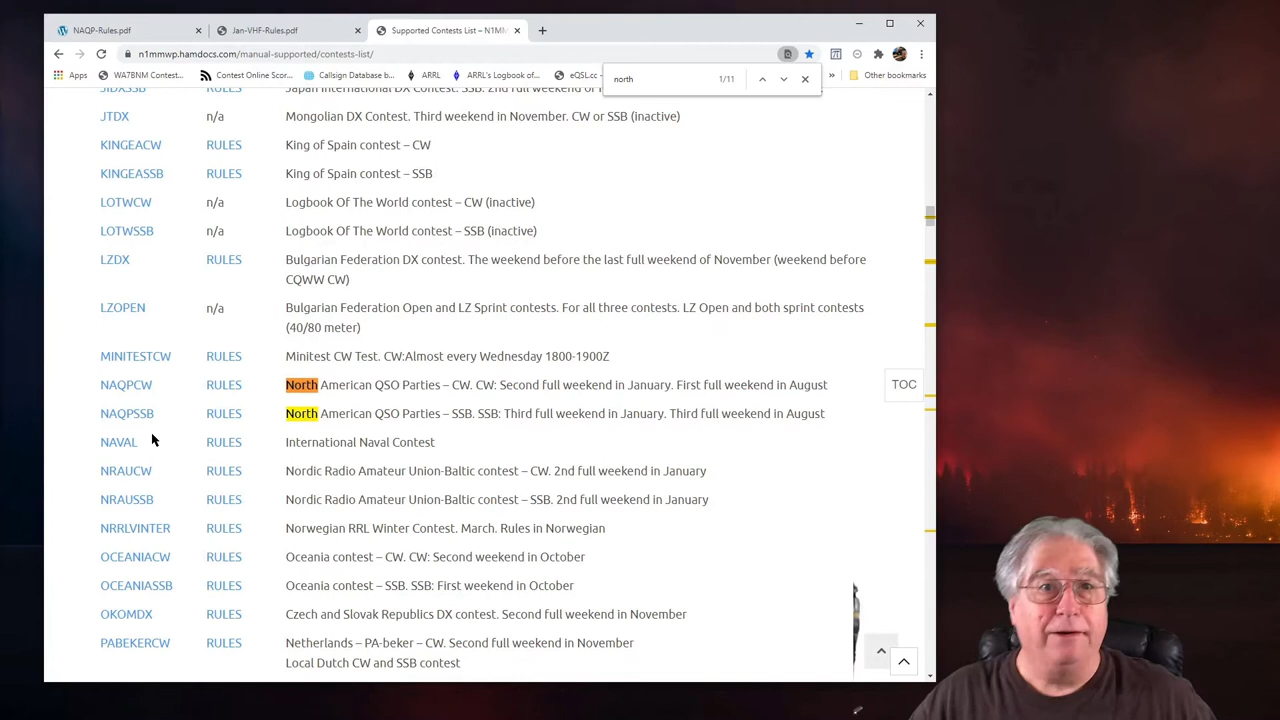 NAQP-Rules.pdf
Jan-VHF-Rules.pdf
Supported Contests List – N1MM
n1mmwp.hamdocs.com/manual-supported/contests-list/
Apps WA7BNM Contest... Contest Online Scor... Callsign Database b... ARRL ARRL's Logbook of... eQSL.cc Other bookmarks
north 1/11
JIDXSSB RULES Japan International DX Contest. SSB: 2nd full weekend of
JTDX n/a Mongolian DX Contest. Third weekend in November. CW or SSB (inactive)
KINGEACW RULES King of Spain contest – CW
KINGEASSB RULES King of Spain contest – SSB
LOTWCW n/a Logbook Of The World contest – CW (inactive)
LOTWSSB n/a Logbook Of The World contest – SSB (inactive)
LZDX RULES Bulgarian Federation DX contest. The weekend before the last full weekend of November (weekend before
CQWW CW)
LZOPEN n/a Bulgarian Federation Open and LZ Sprint contests. For all three contests. LZ Open and both sprint contests
(40/80 meter)
MINITESTCW RULES Minitest CW Test. CW:Almost every Wednesday 1800-1900Z
NAQPCW RULES North American QSO Parties – CW. CW: Second full weekend in January. First full weekend in August
TOC
NAQPSSB RULES North American QSO Parties – SSB. SSB: Third full weekend in January. Third full weekend in August
NAVAL RULES International Naval Contest
NRAUCW RULES Nordic Radio Amateur Union-Baltic contest – CW. 2nd full weekend in January
NRAUSSB RULES Nordic Radio Amateur Union-Baltic contest – SSB. 2nd full weekend in January
NRRLVINTER RULES Norwegian RRL Winter Contest. March. Rules in Norwegian
OCEANIACW RULES Oceania contest – CW. CW: Second weekend in October
OCEANIASSB RULES Oceania contest – SSB. SSB: First weekend in October
OKOMDX RULES Czech and Slovak Republics DX contest. Second full weekend in November
PABEKERCW RULES Netherlands – PA-beker – CW. Second full weekend in November
Local Dutch CW and SSB contest